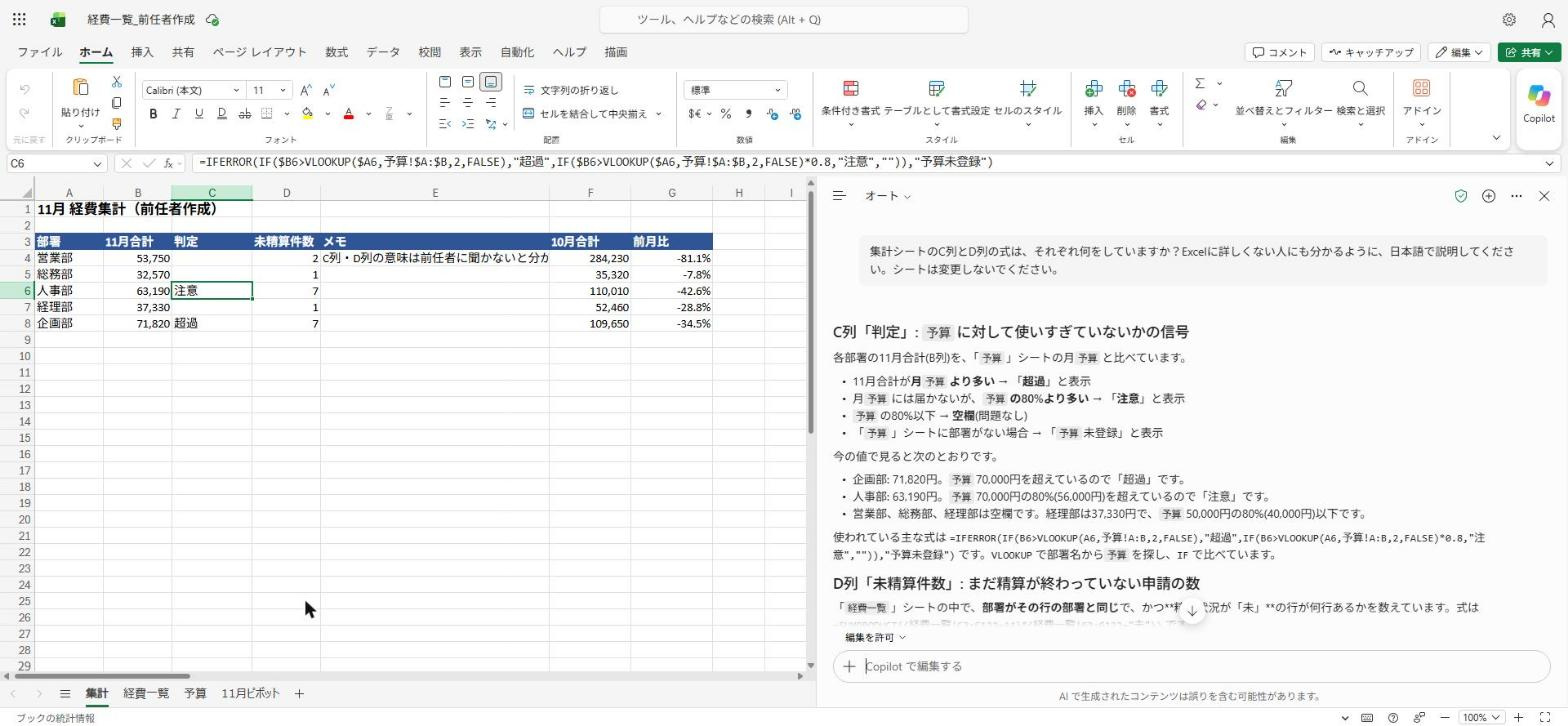 経費一覧_前任者作成
ツール、ヘルプなどの検索 (Alt + Q)
ファイル ホーム 挿入 共有 ページ レイアウト 数式 データ 校閲 表示 自動化 ヘルプ 描画
コメント キャッチアップ 編集 共有
貼り付け
Calibri (本文) 11
B I U D ab A
文字列の折り返し
セルを結合して中央揃え
標準
$€ %
条件付き書式 テーブルとして書式設定 セルのスタイル
挿入 削除 書式
並べ替えとフィルター 検索と選択
アドイン
Copilot
元に戻す クリップボード フォント 配置 数値 スタイル セル 編集 アドイン
C6
fx =IFERROR(IF($B6>VLOOKUP($A6,予算!$A:$B,2,FALSE),"超過",IF($B6>VLOOKUP($A6,予算!$A:$B,2,FALSE)*0.8,"注意","")),"予算未登録")
A B C D E F G H I
1 11月 経費集計（前任者作成）
2
3 部署 11月合計 判定 未精算件数 メモ 10月合計 前月比
4 営業部 53,750 2 C列・D列の意味は前任者に聞かないと分か 284,230 -81.1%
5 総務部 32,570 1 35,320 -7.8%
6 人事部 63,190 注意 7 110,010 -42.6%
7 経理部 37,330 1 52,460 -28.8%
8 企画部 71,820 超過 7 109,650 -34.5%
9
10
11
12
13
14
15
16
17
18
19
20
21
22
23
24
25
26
27
28
29
オート
集計シートのC列とD列の式は、それぞれ何をしていますか？Excelに詳しくない人にも分かるように、日本語で説明してくださ
い。シートは変更しないでください。
C列「判定」: 予算 に対して使いすぎていないかの信号
各部署の11月合計(B列)を、「 予算 」シートの月 予算 と比べています。
• 11月合計が月 予算 より多い → 「超過」と表示
• 月 予算 には届かないが、 予算 の80%より多い → 「注意」と表示
• 予算 の80%以下 → 空欄(問題なし)
• 「 予算 」シートに部署がない場合 → 「 予算 未登録」と表示
今の値で見ると次のとおりです。
• 企画部: 71,820円。 予算 70,000円を超えているので「超過」です。
• 人事部: 63,190円。 予算 70,000円の80%(56,000円)を超えているので「注意」です。
• 営業部、総務部、経理部は空欄です。経理部は37,330円で、 予算 50,000円の80%(40,000円)以下です。
使われている主な式は =IFERROR(IF(B6>VLOOKUP(A6,予算!A:B,2,FALSE),"超過",IF(B6>VLOOKUP(A6,予算!A:B,2,FALSE)*0.8,"注
意","")),"予算未登録") です。VLOOKUP で部署名から 予算 を探し、IF で比べています。
D列「未精算件数」: まだ精算が終わっていない申請の数
「 経費一覧 」シートの中で、部署がその行の部署と同じで、かつ**精 状況が「未」**の行が何行あるかを数えています。式は
編集を許可
Copilot で編集する
AI で生成されたコンテンツは誤りを含む可能性があります。
集計 経費一覧 予算 11月ピボット
ブックの統計情報
100%